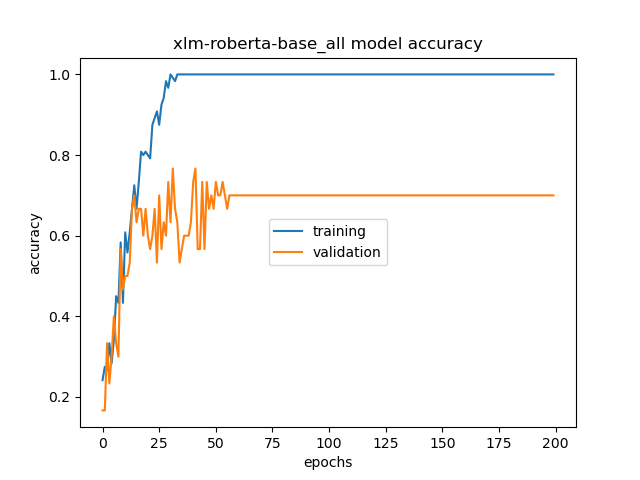 xlm-roberta-base_all model accuracy
accuracy
1.0
0.8
0.6
0.4
0.2
training
validation
0 25 50 75 100 125 150 175 200
epochs